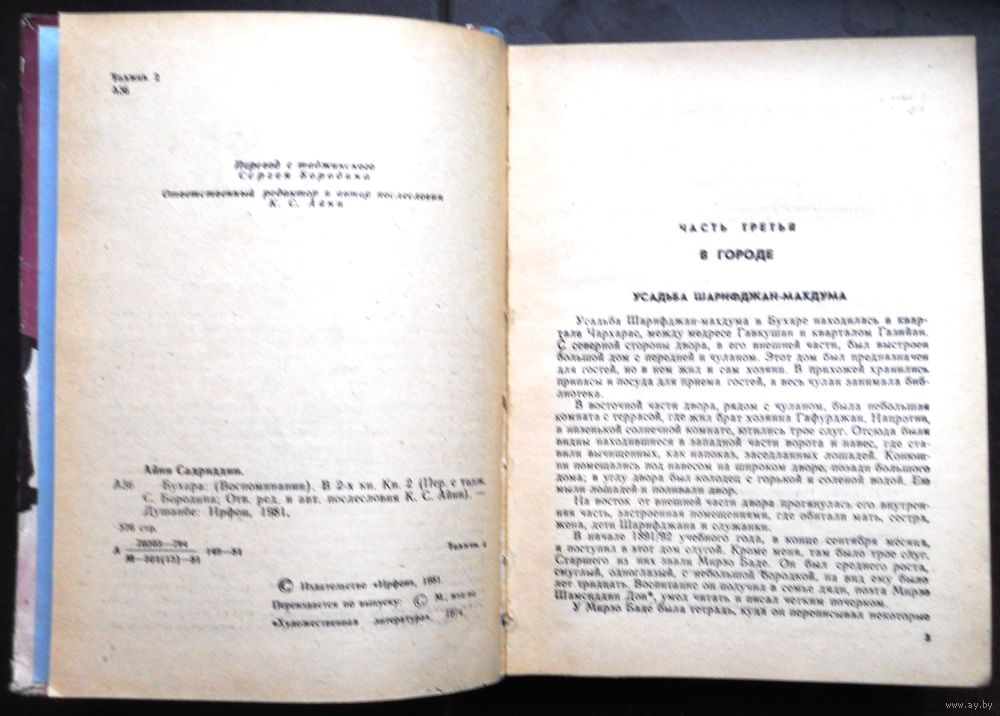 Таджик 2
А36
Перевод с таджикского
Сергея Бородина
Ответственный редактор и автор послесловия
К. С. Айни
Айни Садриддин.
А36 Бухара: (Воспоминания). В 2-х кн. Кн. 2 (Пер. с тадж.
С. Бородина; Отв. ред. и авт. послесловия К. С. Айни). —
Душанбе: Ирфон, 1981.
576 стр.
А
© Издательство «Ирфон», 1981.
Переиздается по выпуску: © М., изд-во
«Художественная литература», 1974.
ЧАСТЬ ТРЕТЬЯ
В ГОРОДЕ
УСАДЬБА ШАРИФДЖАН-МАХДУМА
Усадьба Шарифджан-махдума в Бухаре находилась в квар-
тале Чархарас, между медресе Гавкушан и кварталом Газийан.
С северной стороны двора, в его внешней части, был выстроен
большой дом с передней и чуланом. Этот дом был предназначен
для гостей, но в нем жил и сам хозяин. В прихожей хранились
припасы и посуда для приема гостей, а весь чулан занимала биб-
лиотека.
В восточной части двора, рядом с чуланом, была небольшая
комната с террасой, где жил брат хозяина Гафурджан. Напротив,
в низенькой солнечной комнате, ютились трое слуг. Отсюда были
видны находившиеся в западной части ворота и навес, где ста-
вили вычищенных, как напоказ, заседланных лошадей. Конюш-
ни помещались под навесом на широком дворе, позади большого
дома; в углу двора был колодец с горькой и соленой водой. Ею
мыли лошадей и поливали двор.
На восток от внешней части двора протянулась его внутрен-
няя часть, застроенная помещениями, где обитали мать, сестра,
жена, дети Шарифджана и служанки.
В начале 1891/92 учебного года, в конце сентября месяца,
я поступил в этот дом слугой. Кроме меня, там было трое слуг.
Старшего из них звали Мирзо Баде. Он был среднего роста,
смуглый, одноглазый, с небольшой бородкой, на вид ему было
лет тридцать. Воспитание он получил в семье дяди, поэта Мирзо
Шамсиддин Дои*, умел читать и писал четким почерком.
У Мирзо Баде была тетрадь, куда он переписывал некоторые
3
www.ay.by